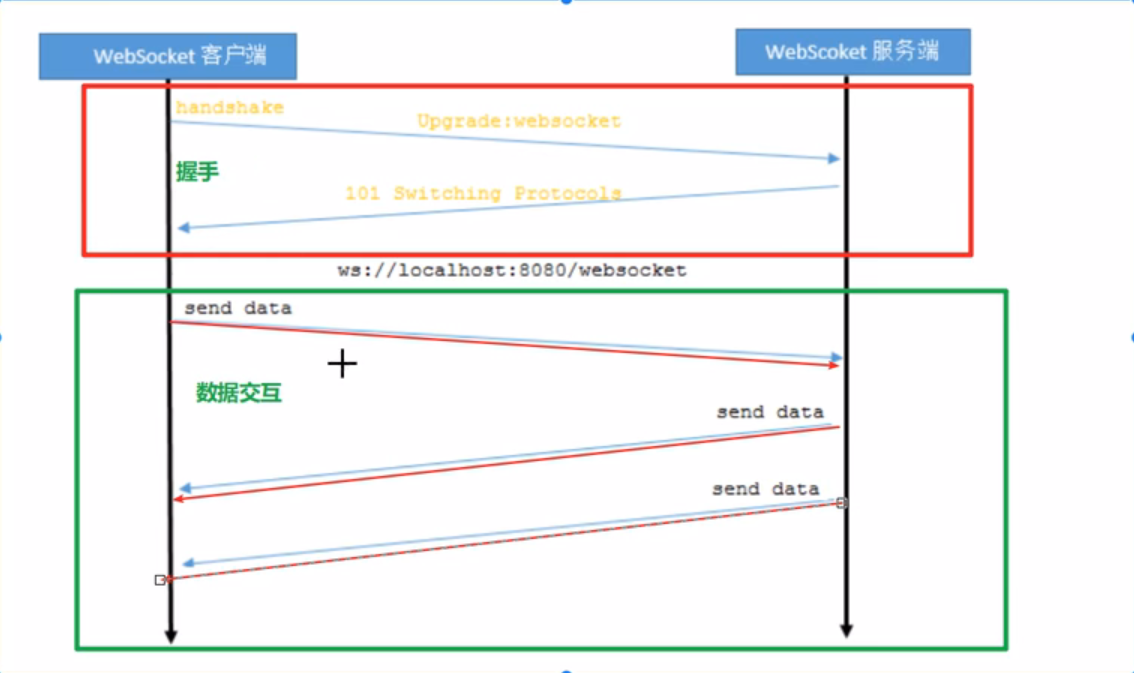 WebSocket 客户端
WebScoket 服务端
handshake
Upgrade:websocket
握手
101 Switching Protocols
ws://localhost:8080/websocket
send data
数据交互
send data
send data